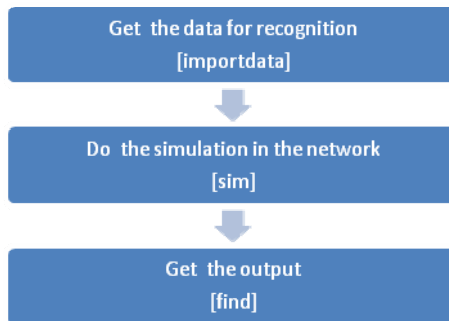 Get the data for recognition
[importdata]
Do the simulation in the network
[sim]
Get the output
[find]